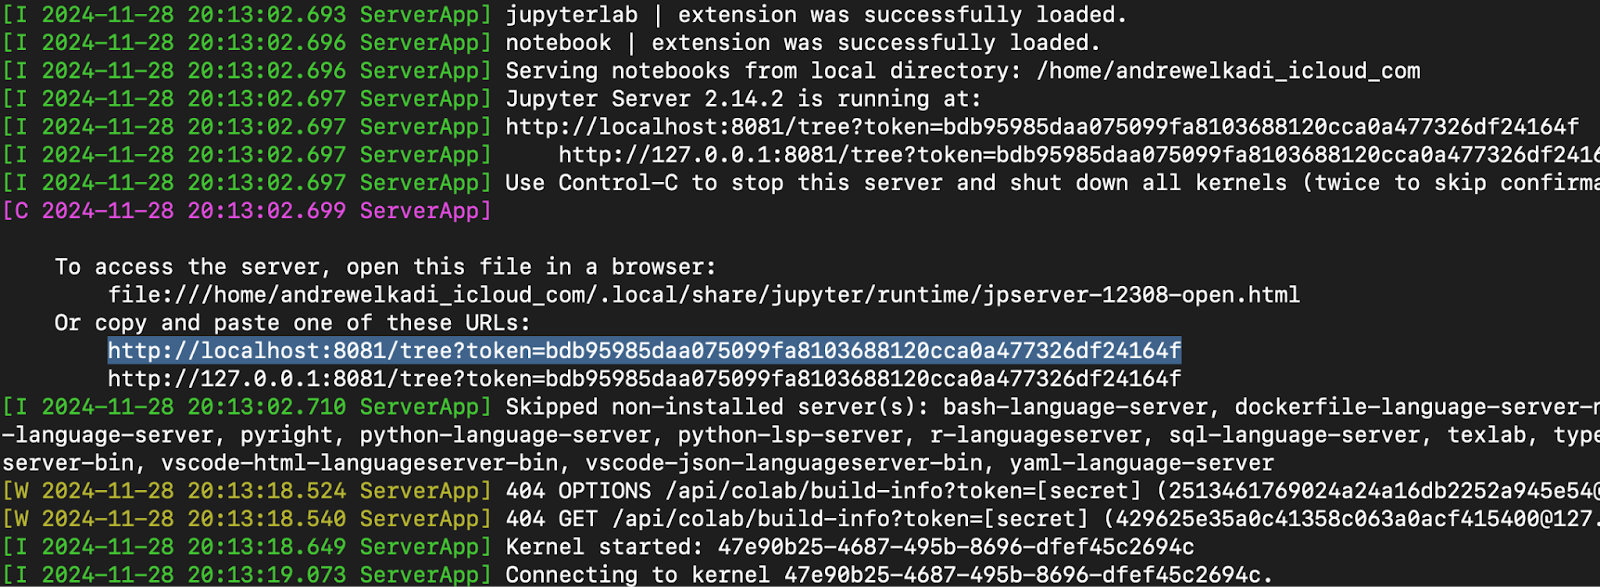 [I 2024-11-28 20:13:02.693 ServerApp] jupyterlab | extension was successfully loaded.
[I 2024-11-28 20:13:02.696 ServerApp] notebook | extension was successfully loaded.
[I 2024-11-28 20:13:02.696 ServerApp] Serving notebooks from local directory: /home/andrewelkadi_icloud_com
[I 2024-11-28 20:13:02.697 ServerApp] Jupyter Server 2.14.2 is running at:
[I 2024-11-28 20:13:02.697 ServerApp] http://localhost:8081/tree?token=bdb95985daa075099fa8103688120cca0a477326df24164f
[I 2024-11-28 20:13:02.697 ServerApp]     http://127.0.0.1:8081/tree?token=bdb95985daa075099fa8103688120cca0a477326df2416
[I 2024-11-28 20:13:02.697 ServerApp] Use Control-C to stop this server and shut down all kernels (twice to skip confirma
[C 2024-11-28 20:13:02.699 ServerApp]
To access the server, open this file in a browser:
file:///home/andrewelkadi_icloud_com/.local/share/jupyter/runtime/jpserver-12308-open.html
Or copy and paste one of these URLs:
http://localhost:8081/tree?token=bdb95985daa075099fa8103688120cca0a477326df24164f
http://127.0.0.1:8081/tree?token=bdb95985daa075099fa8103688120cca0a477326df24164f
[I 2024-11-28 20:13:02.710 ServerApp] Skipped non-installed server(s): bash-language-server, dockerfile-language-server-n
-language-server, pyright, python-language-server, python-lsp-server, r-languageserver, sql-language-server, texlab, type
server-bin, vscode-html-languageserver-bin, vscode-json-languageserver-bin, yaml-language-server
[W 2024-11-28 20:13:18.524 ServerApp] 404 OPTIONS /api/colab/build-info?token=[secret] (2513461769024a24a16db2252a945e54@
[W 2024-11-28 20:13:18.540 ServerApp] 404 GET /api/colab/build-info?token=[secret] (429625e35a0c41358c063a0acf415400@127.
[I 2024-11-28 20:13:18.649 ServerApp] Kernel started: 47e90b25-4687-495b-8696-dfef45c2694c
[I 2024-11-28 20:13:19.073 ServerApp] Connecting to kernel 47e90b25-4687-495b-8696-dfef45c2694c.